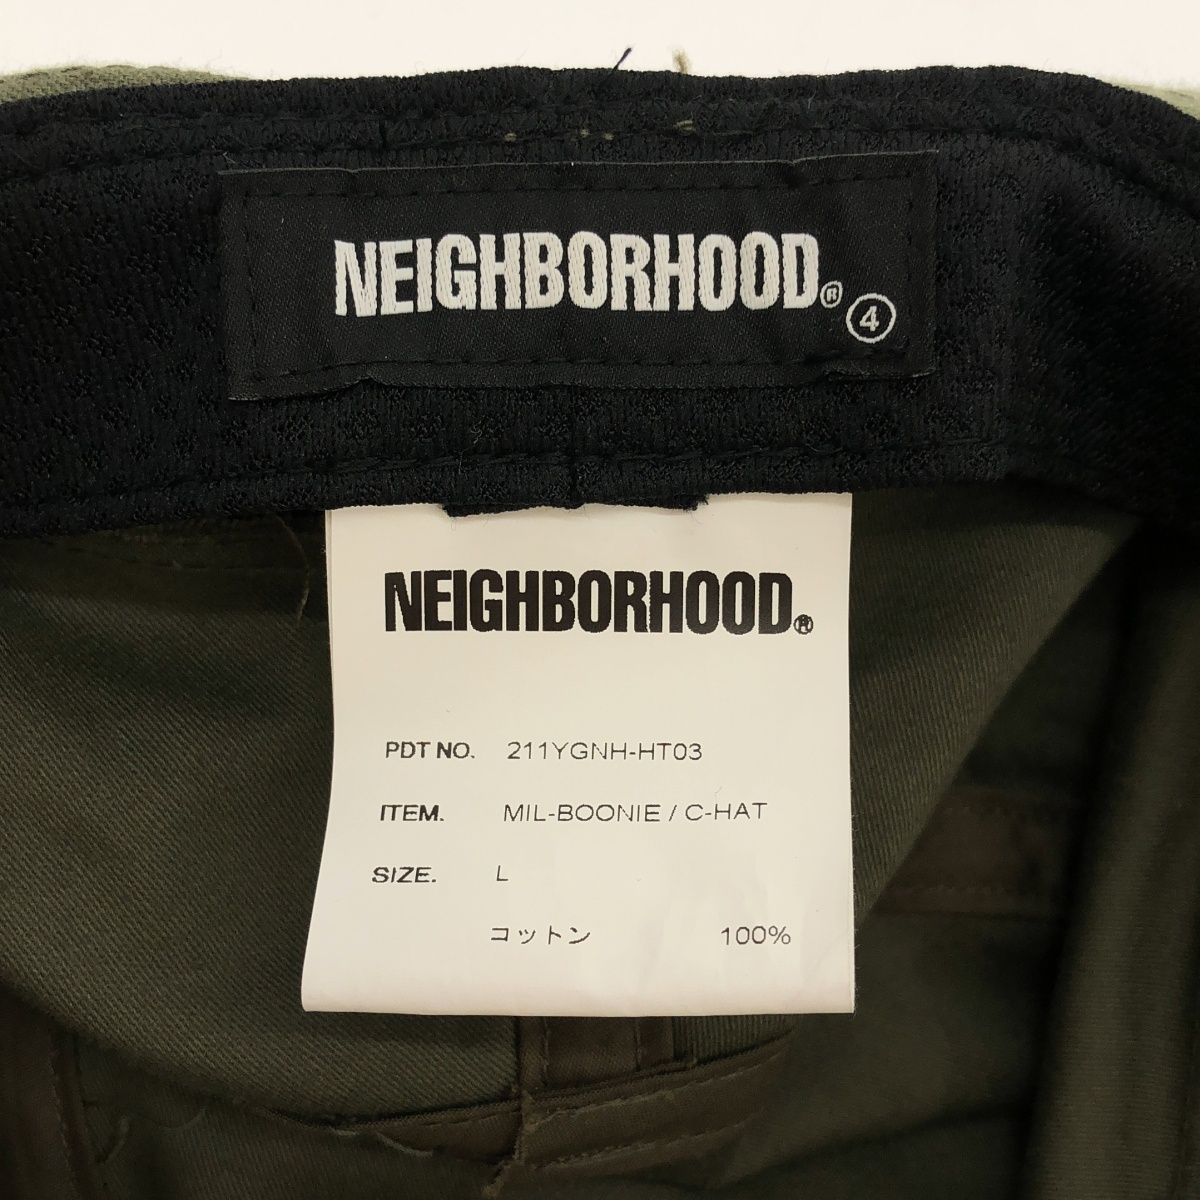 NEIGHBORHOOD® ④
NEIGHBORHOOD®
PDT NO. 211YGNH-HT03
ITEM. MIL-BOONIE / C-HAT
SIZE. L
コットン 100%